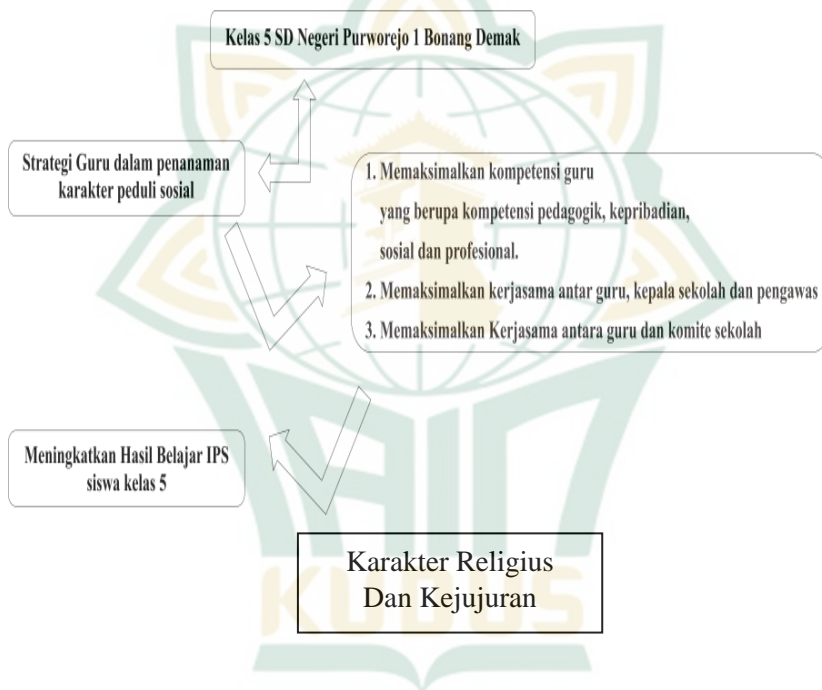 Kelas 5 SD Negeri Purworejo 1 Bonang Demak
Strategi Guru dalam penanaman
karakter peduli sosial
1. Memaksimalkan kompetensi guru
yang berupa kompetensi pedagogik, kepribadian,
sosial dan profesional.
2. Memaksimalkan kerjasama antar guru, kepala sekolah dan pengawas
3. Memaksimalkan Kerjasama antara guru dan komite sekolah
Meningkatkan Hasil Belajar IPS
siswa kelas 5
Karakter Religius
Dan Kejujuran
IAIN
KUDUS